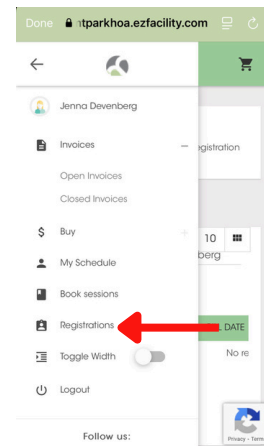 Done ntparkhoa.ezfacility.com
Jenna Devenberg
Invoices
egistration
Open Invoices
Closed Invoices
$ Buy +
10
berg
My Schedule
Book sessions
Registrations
DATE
Toggle Width
No re
Logout
Follow us:
Privacy - Term